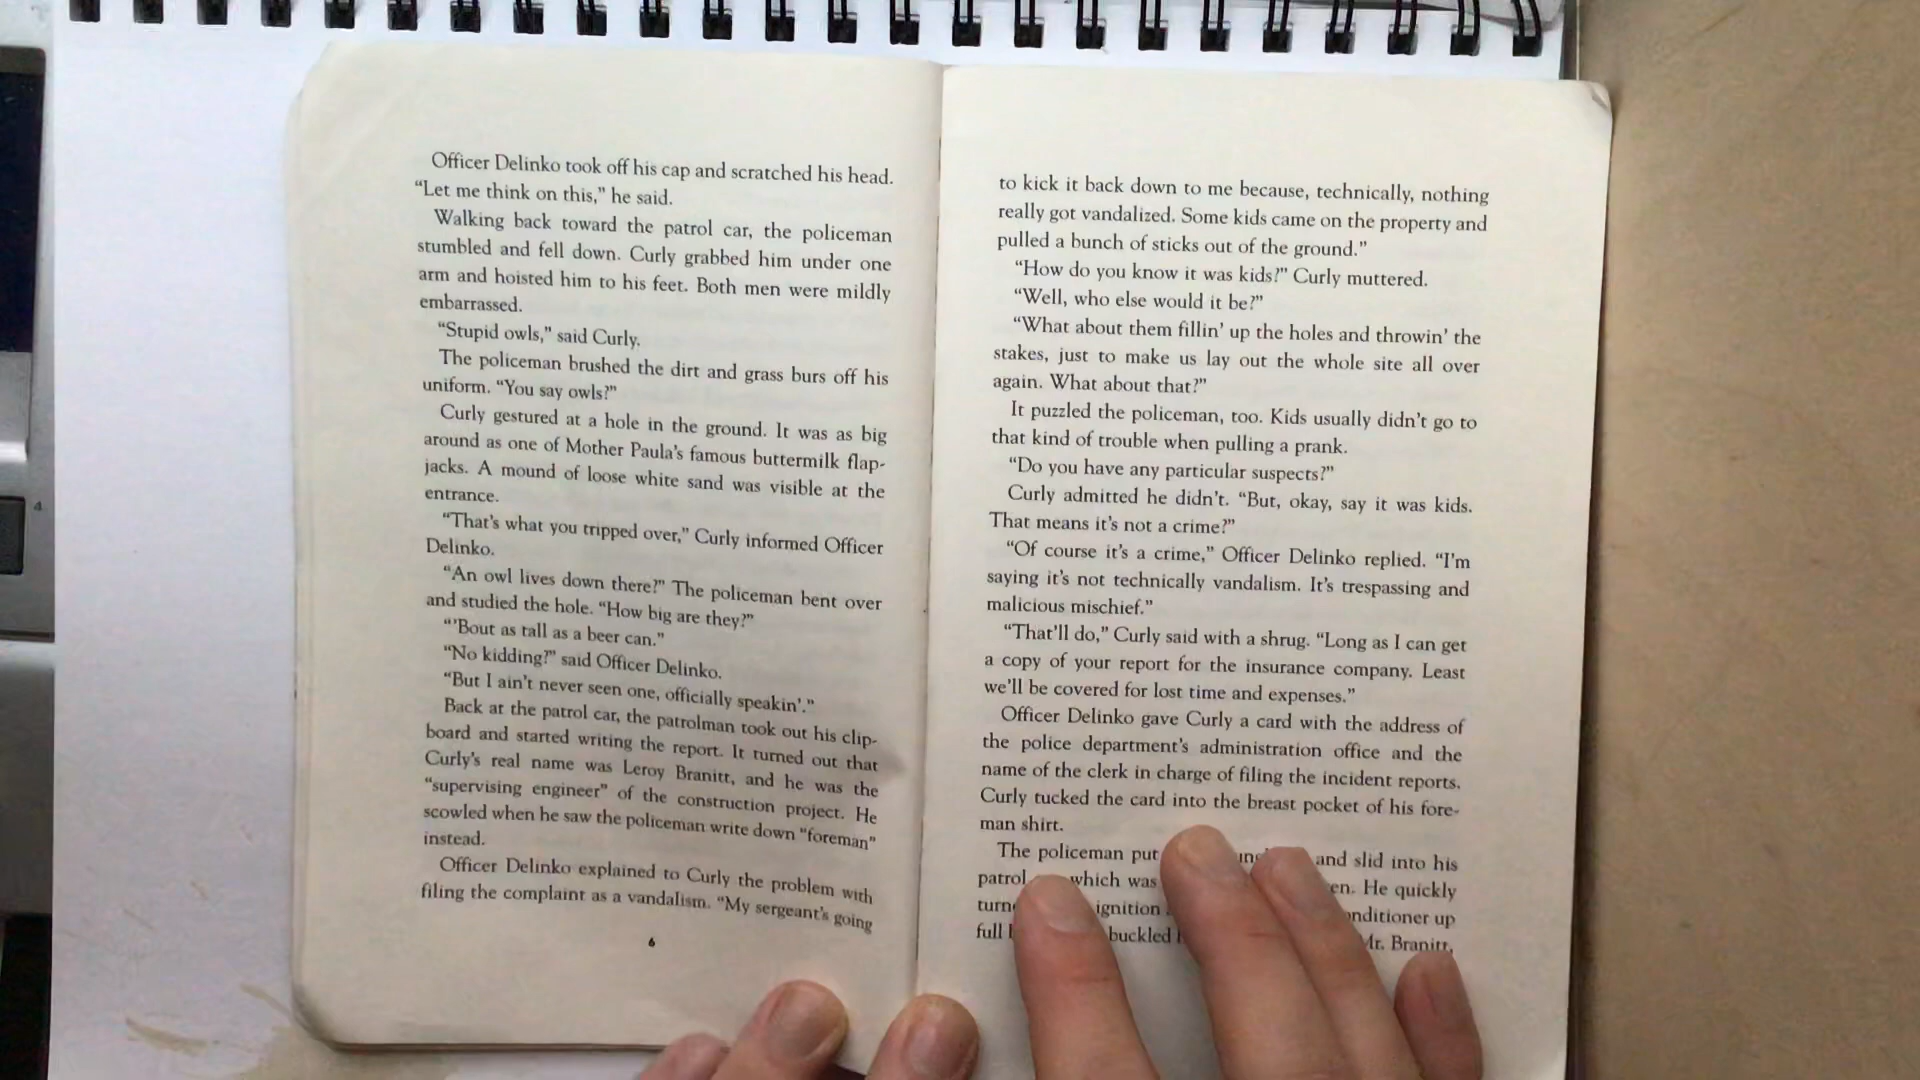 Officer Delinko took off his cap and scratched his head.
“Let me think on this,” he said.
Walking back toward the patrol car, the policeman
stumbled and fell down. Curly grabbed him under one
arm and hoisted him to his feet. Both men were mildly
embarrassed.
“Stupid owls,” said Curly.
The policeman brushed the dirt and grass burs off his
uniform. “You say owls?”
Curly gestured at a hole in the ground. It was as big
around as one of Mother Paula’s famous buttermilk flap-
jacks. A mound of loose white sand was visible at the
entrance.
“That’s what you tripped over,” Curly informed Officer
Delinko.
“An owl lives down there?” The policeman bent over
and studied the hole. “How big are they?”
“’Bout as tall as a beer can.”
“No kidding?” said Officer Delinko.
“But I ain’t never seen one, officially speakin’.”
Back at the patrol car, the patrolman took out his clip-
board and started writing the report. It turned out that
Curly’s real name was Leroy Branitt, and he was the
“supervising engineer” of the construction project. He
scowled when he saw the policeman write down “foreman”
instead.
Officer Delinko explained to Curly the problem with
filing the complaint as a vandalism. “My sergeant’s going
6
to kick it back down to me because, technically, nothing
really got vandalized. Some kids came on the property and
pulled a bunch of sticks out of the ground.”
“How do you know it was kids?” Curly muttered.
“Well, who else would it be?”
“What about them fillin’ up the holes and throwin’ the
stakes, just to make us lay out the whole site all over
again. What about that?”
It puzzled the policeman, too. Kids usually didn’t go to
that kind of trouble when pulling a prank.
“Do you have any particular suspects?”
Curly admitted he didn’t. “But, okay, say it was kids.
That means it’s not a crime?”
“Of course it’s a crime,” Officer Delinko replied. “I’m
saying it’s not technically vandalism. It’s trespassing and
malicious mischief.”
“That’ll do,” Curly said with a shrug. “Long as I can get
a copy of your report for the insurance company. Least
we’ll be covered for lost time and expenses.”
Officer Delinko gave Curly a card with the address of
the police department’s administration office and the
name of the clerk in charge of filing the incident reports.
Curly tucked the card into the breast pocket of his fore-
man shirt.
The policeman put and slid into his
patrol which was He quickly
ignition up
full buckled Mr. Branitt,
4